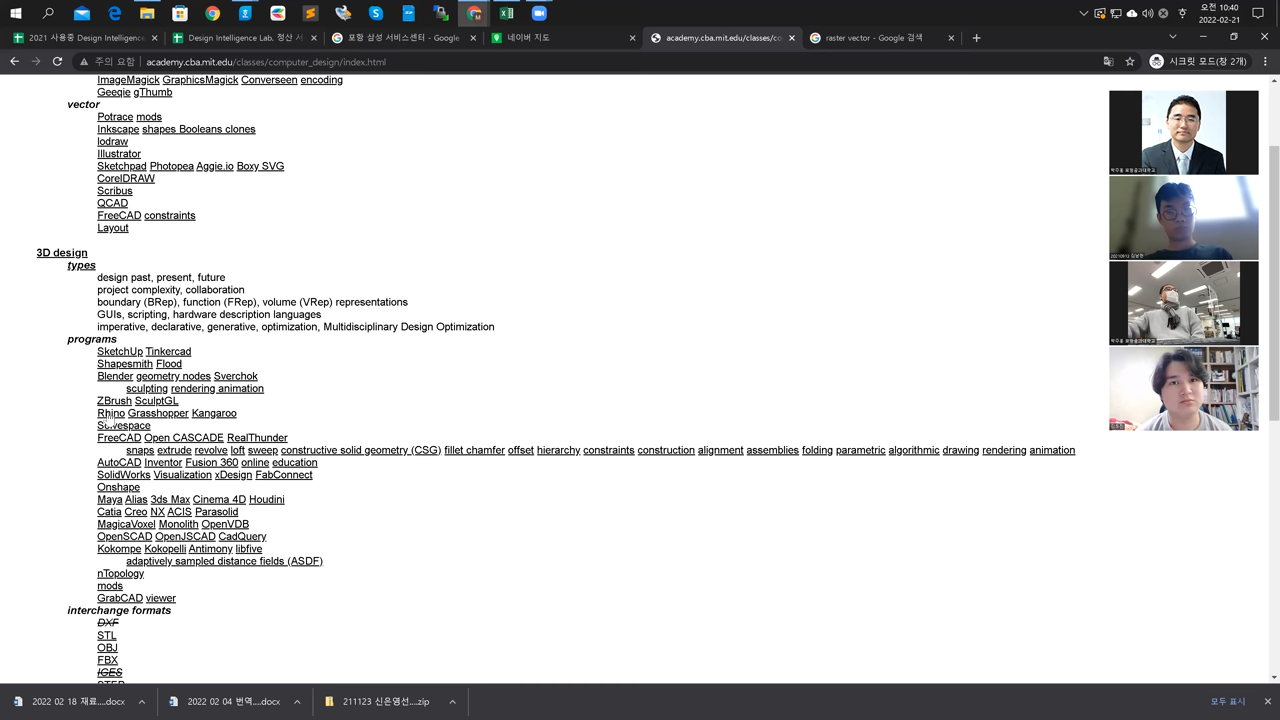 오전 10:40
2022-02-21
2021 사용중 Design Intelligence
Design Intelligence Lab. 정산 서
포항 삼성 서비스센터 - Google
네이버 지도
academy.cba.mit.edu/classes/co
raster vector - Google 검색
주의 요함
academy.cba.mit.edu/classes/computer_design/index.html
시크릿 모드(창 2개)
ImageMagick GraphicsMagick Converseen encoding
Geeqie gThumb
vector
Potrace mods
Inkscape shapes Booleans clones
lodraw
Illustrator
Sketchpad Photopea Aggie.io Boxy SVG
CorelDRAW
Scribus
QCAD
FreeCAD constraints
Layout
3D design
types
design past, present, future
project complexity, collaboration
boundary (BRep), function (FRep), volume (VRep) representations
GUIs, scripting, hardware description languages
imperative, declarative, generative, optimization, Multidisciplinary Design Optimization
programs
SketchUp Tinkercad
Shapesmith Flood
Blender geometry nodes Sverchok
sculpting rendering animation
ZBrush SculptGL
Rhino Grasshopper Kangaroo
Solvespace
FreeCAD Open CASCADE RealThunder
snaps extrude revolve loft sweep constructive solid geometry (CSG) fillet chamfer offset hierarchy constraints construction alignment assemblies folding parametric algorithmic drawing rendering animation
AutoCAD Inventor Fusion 360 online education
SolidWorks Visualization xDesign FabConnect
Onshape
Maya Alias 3ds Max Cinema 4D Houdini
Catia Creo NX ACIS Parasolid
MagicaVoxel Monolith OpenVDB
OpenSCAD OpenJSCAD CadQuery
Kokompe Kokopelli Antimony libfive
adaptively sampled distance fields (ASDF)
nTopology
mods
GrabCAD viewer
interchange formats
DXF
STL
OBJ
FBX
IGES
STEP
2022 02 18 재료....docx
2022 02 04 번역....docx
211123 신은영선....zip
모두 표시